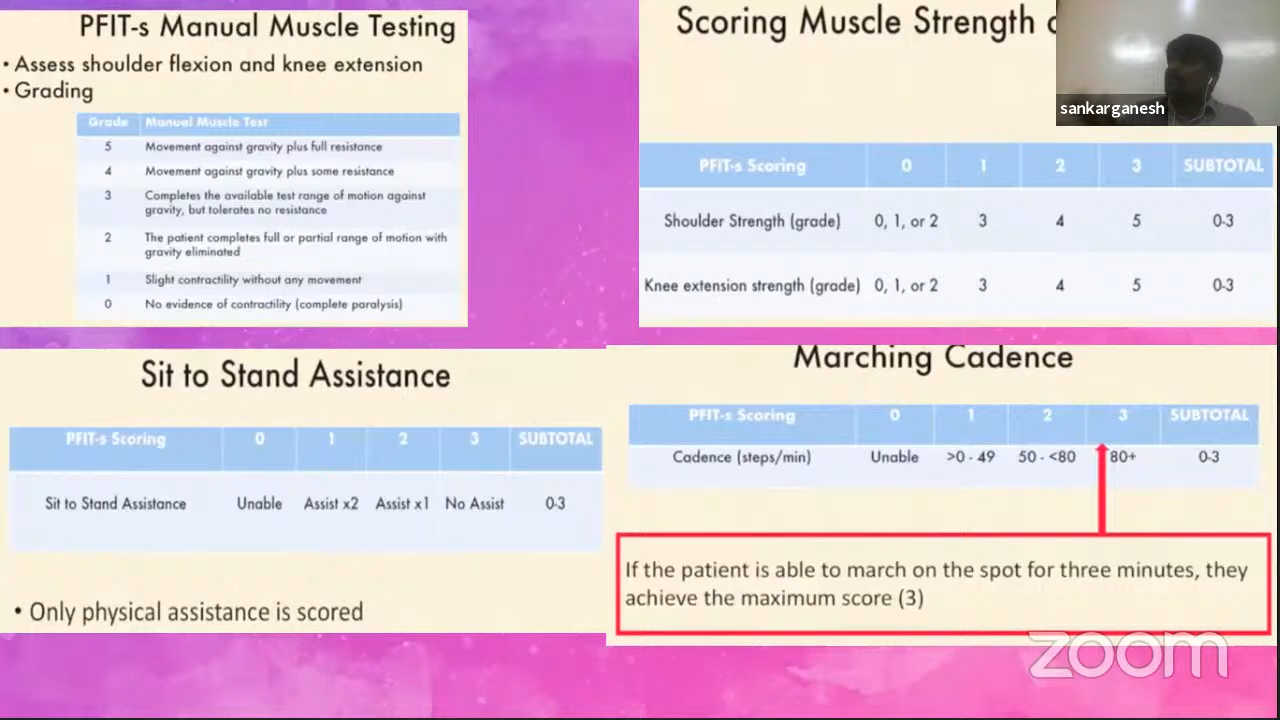 PFIT-s Manual Muscle Testing
• Assess shoulder flexion and knee extension
• Grading
Grade Manual Muscle Test
5 Movement against gravity plus full resistance
4 Movement against gravity plus some resistance
3 Completes the available test range of motion against
gravity, but tolerates no resistance
2 The patient completes full or partial range of motion with
gravity eliminated
1 Slight contractility without any movement
0 No evidence of contractility (complete paralysis)
Scoring Muscle Strength
sankarganesh
PFIT-s Scoring 0 1 2 3 SUBTOTAL
Shoulder Strength (grade) 0, 1, or 2 3 4 5 0-3
Knee extension strength (grade) 0, 1, or 2 3 4 5 0-3
Sit to Stand Assistance
PFIT-s Scoring 0 1 2 3 SUBTOTAL
Sit to Stand Assistance Unable Assist x2 Assist x1 No Assist 0-3
• Only physical assistance is scored
Marching Cadence
PFIT-s Scoring 0 1 2 3 SUBTOTAL
Cadence (steps/min) Unable >0 - 49 50 - <80 80+ 0-3
If the patient is able to march on the spot for three minutes, they
achieve the maximum score (3)
zoom